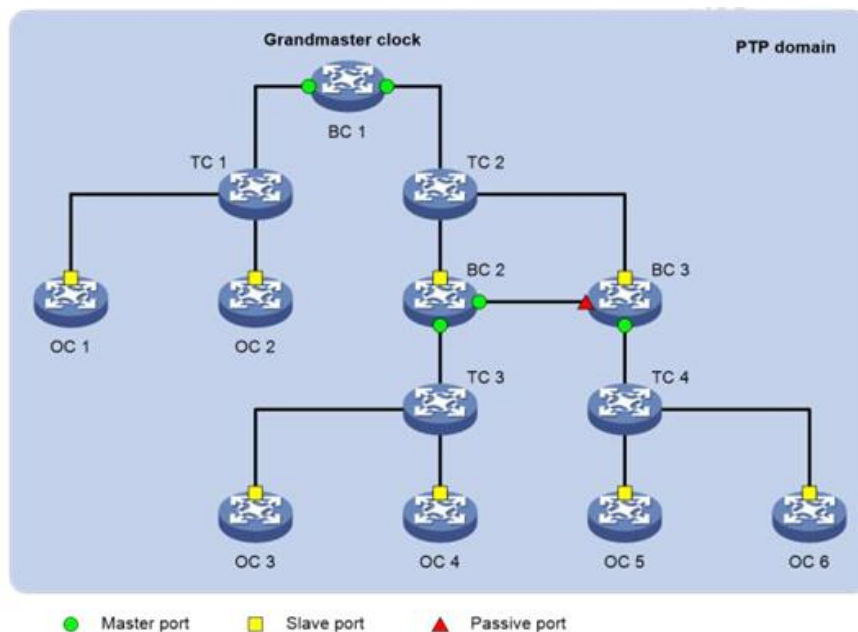 Grandmaster clock
PTP domain
BC 1
TC 1
TC 2
BC 2
BC 3
OC 1
OC 2
TC 3
TC 4
OC 3
OC 4
OC 5
OC 6
Master port
Slave port
Passive port